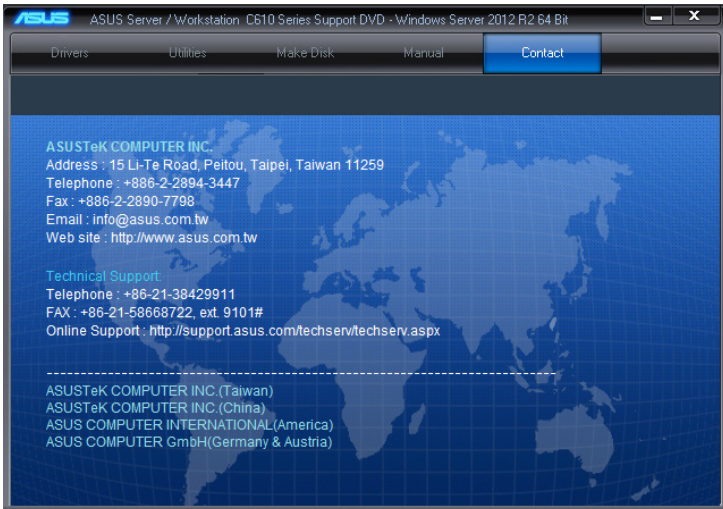 ASUS ASUS Server / Workstation C610 Series Support DVD - Windows Server 2012 R2 64 Bit
Drivers Utilities Make Disk Manual Contact
ASUSTeK COMPUTER INC.
Address : 15 Li-Te Road, Peitou, Taipei, Taiwan 11259
Telephone : +886-2-2894-3447
Fax : +886-2-2890-7798
Email : info@asus.com.tw
Web site : http://www.asus.com.tw
Technical Support:
Telephone : +86-21-38429911
FAX : +86-21-58668722, ext. 9101#
Online Support : http://support.asus.com/techserv/techserv.aspx
--------------------------------------------------------------------------------------
ASUSTeK COMPUTER INC.(Taiwan)
ASUSTeK COMPUTER INC.(China)
ASUS COMPUTER INTERNATIONAL(America)
ASUS COMPUTER GmbH(Germany & Austria)